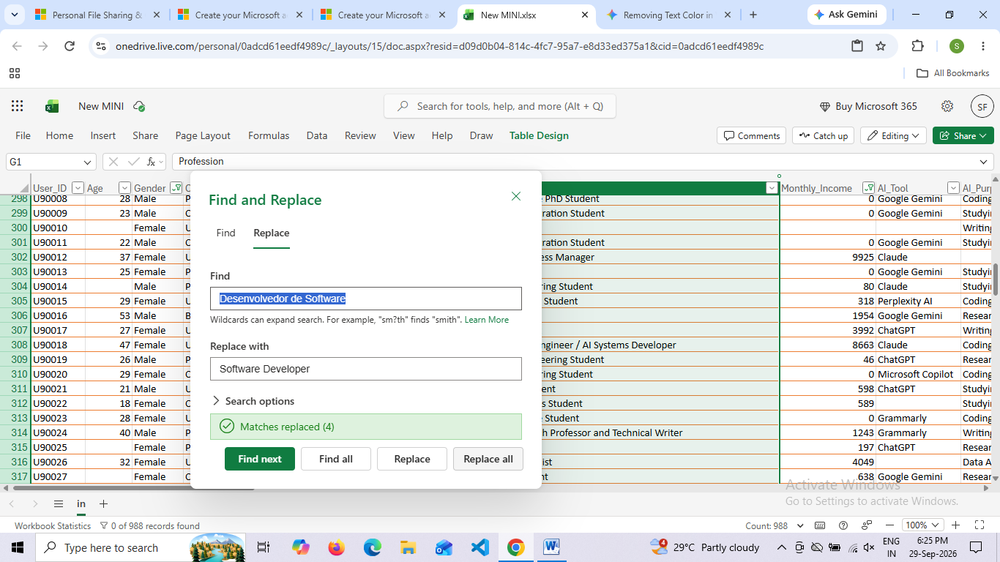 Personal File Sharing &
Create your Microsoft a
Create your Microsoft a
New MINI.xlsx
Removing Text Color in
Ask Gemini
onedrive.live.com/personal/0adcd61eedf4989c/_layouts/15/doc.aspx?resid=d09d0b04-814c-4fc7-95a7-e8d33ed375a1&cid=0adcd61eedf4989c
S
All Bookmarks
New MINI
Search for tools, help, and more (Alt + Q)
Buy Microsoft 365
SF
File Home Insert Share Page Layout Formulas Data Review View Help Draw Table Design
Comments Catch up Editing Share
G1 fx Profession
User_ID Age Gender Monthly_Income AI_Tool AI_Pur
298 U90008 28 Male P PhD Student 0 Google Gemini Coding
299 U90009 23 Male ration Student 0 Google Gemini Studyi
300 U90010 Female U Writing
301 U90011 22 Male ration Student 0 Google Gemini Studyi
302 U90012 37 Female U ess Manager 9925 Claude
303 U90013 25 Female P 0 Google Gemini Studyi
304 U90014 Male P ring Student 80 Claude Studyi
305 U90015 29 Female U Student 318 Perplexity AI Coding
306 U90016 53 Male B 1954 Google Gemini Resear
307 U90017 27 Female U 3992 ChatGPT Writing
308 U90018 47 Female U ngineer / AI Systems Developer 8663 Claude Coding
309 U90019 26 Male P eering Student 46 ChatGPT Resear
310 U90020 29 Female ring Student 0 Microsoft Copilot Coding
311 U90021 21 Male U ent 598 ChatGPT Studyi
312 U90022 18 Female s Student 589 Studyi
313 U90023 28 Female U Student 0 Grammarly Coding
314 U90024 40 Male P h Professor and Technical Writer 1243 Grammarly Writing
315 U90025 Female P 197 ChatGPT Resear
316 U90026 32 Female U ist 4049 Data A
317 U90027 Female nt 638 Google Gemini Resear
Find and Replace
Find Replace
Find
Desenvolvedor de Software
Wildcards can expand search. For example, "sm?th" finds "smith". Learn More
Replace with
Software Developer
Search options
Matches replaced (4)
Find next Find all Replace Replace all
Activate Windows
Go to Settings to activate Windows.
in
Workbook Statistics 0 of 988 records found Count: 988 100%
Type here to search
29°C Partly cloudy
ENG
IN
6:25 PM
29-Sep-2026